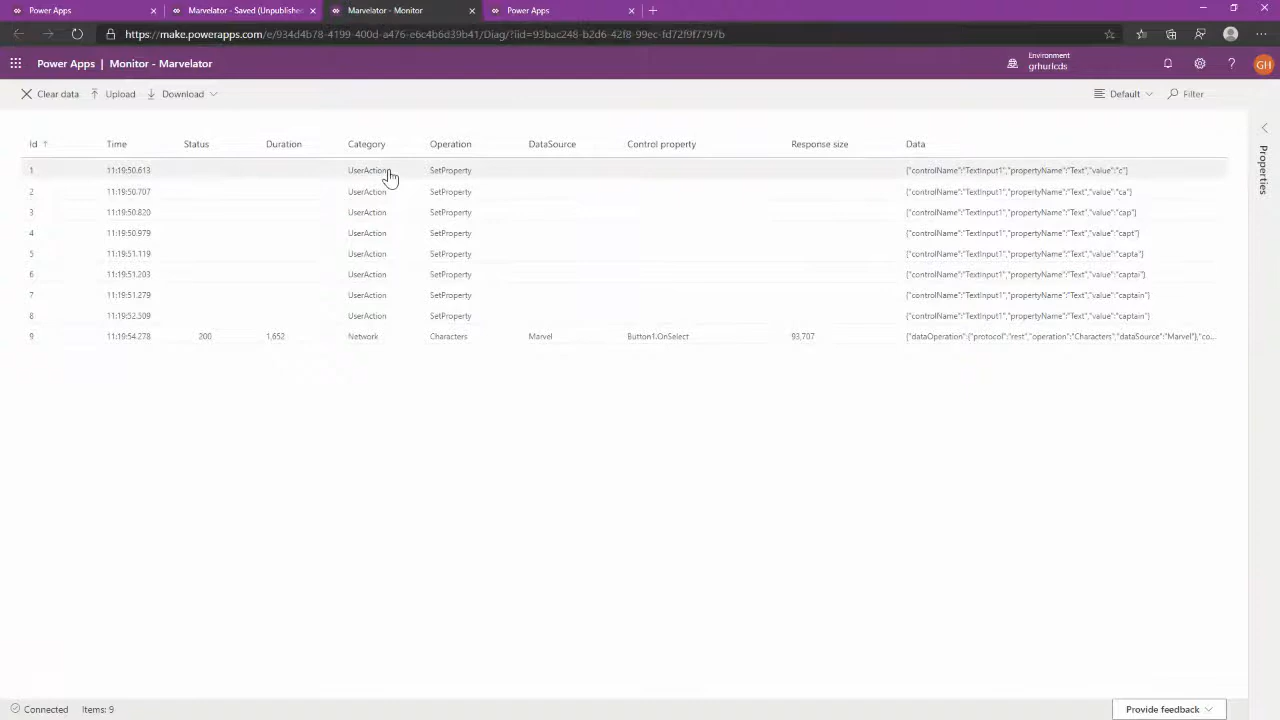 Power Apps
Marvelator - Saved (Unpublishe
Marvelator - Monitor
Power Apps
https://make.powerapps.com/e/934d4b78-4199-400d-a476-e6c4b6d39b41/Diag/?lid=93bac248-b2d6-42f8-99ec-fd72f9f7797b
Power Apps | Monitor - Marvelator
Environment
grhurlcds
GH
Clear data Upload Download
Default Filter
Id Time Status Duration Category Operation DataSource Control property Response size Data
1 11:19:50.613 UserAction SetProperty {"controlName":"TextInput1","propertyName":"Text","value":"c"}
2 11:19:50.707 UserAction SetProperty {"controlName":"TextInput1","propertyName":"Text","value":"ca"}
3 11:19:50.820 UserAction SetProperty {"controlName":"TextInput1","propertyName":"Text","value":"cap"}
4 11:19:50.979 UserAction SetProperty {"controlName":"TextInput1","propertyName":"Text","value":"capt"}
5 11:19:51.119 UserAction SetProperty {"controlName":"TextInput1","propertyName":"Text","value":"capta"}
6 11:19:51.203 UserAction SetProperty {"controlName":"TextInput1","propertyName":"Text","value":"captai"}
7 11:19:51.279 UserAction SetProperty {"controlName":"TextInput1","propertyName":"Text","value":"captain"}
8 11:19:52.509 UserAction SetProperty {"controlName":"TextInput1","propertyName":"Text","value":"captain"}
9 11:19:54.278 200 1,652 Network Characters Marvel Button1.OnSelect 93,707 {"dataOperation":{"protocol":"rest","operation":"Characters","dataSource":"Marvel"},"co...
Properties
Connected Items: 9
Provide feedback